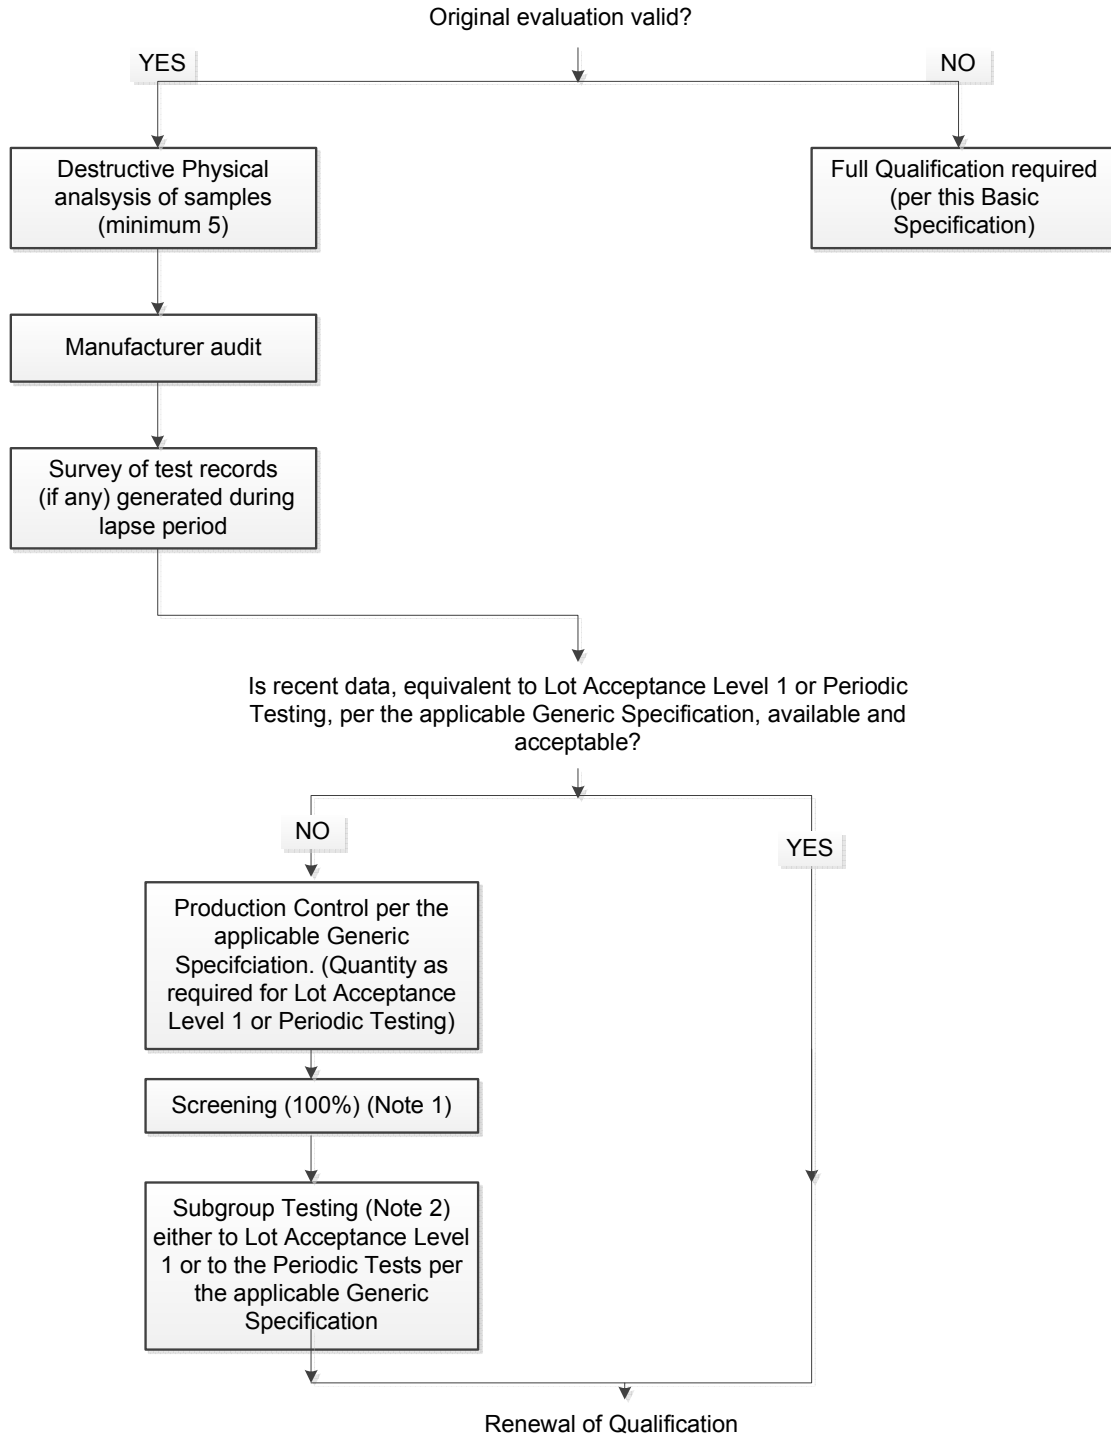 Original evaluation valid?
YES
NO
Destructive Physical
analsysis of samples
(minimum 5)
Full Qualification required
(per this Basic
Specification)
Manufacturer audit
Survey of test records
(if any) generated during
lapse period
Is recent data, equivalent to Lot Acceptance Level 1 or Periodic
Testing, per the applicable Generic Specification, available and
acceptable?
NO
YES
Production Control per the
applicable Generic
Specifciation. (Quantity as
required for Lot Acceptance
Level 1 or Periodic Testing)
Screening (100%) (Note 1)
Subgroup Testing (Note 2)
either to Lot Acceptance Level
1 or to the Periodic Tests per
the applicable Generic
Specification
Renewal of Qualification